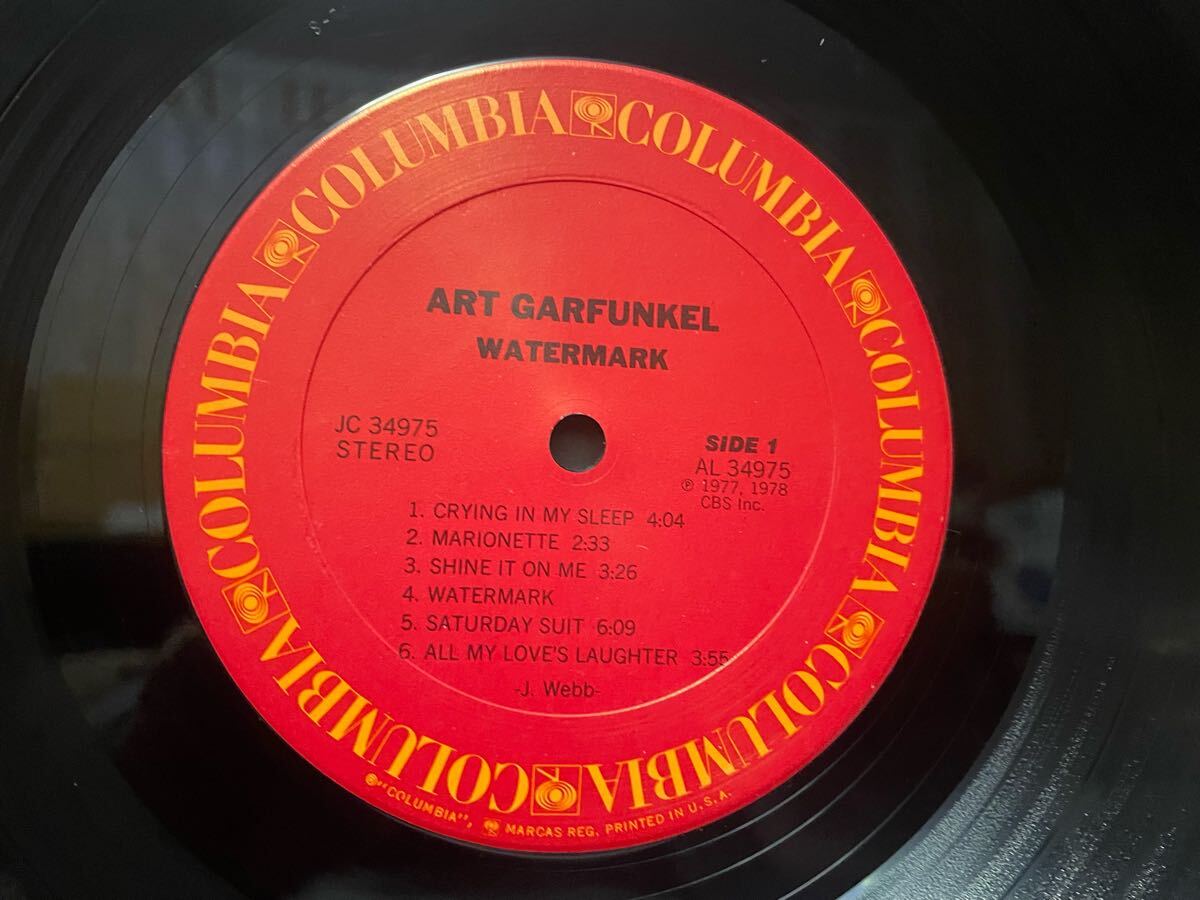 COLUMBIA COLUMBIA COLUMBIA COLUMBIA COLUMBIA COLUMBIA
ART GARFUNKEL
WATERMARK
JC 34975
STEREO
SIDE 1
AL 34975
℗ 1977, 1978
CBS Inc.
1. CRYING IN MY SLEEP 4:04
2. MARIONETTE 2:33
3. SHINE IT ON ME 3:26
4. WATERMARK
5. SATURDAY SUIT 6:09
6. ALL MY LOVE'S LAUGHTER 3:55
-J. Webb-
® "COLUMBIA", MARCAS REG. PRINTED IN U.S.A.